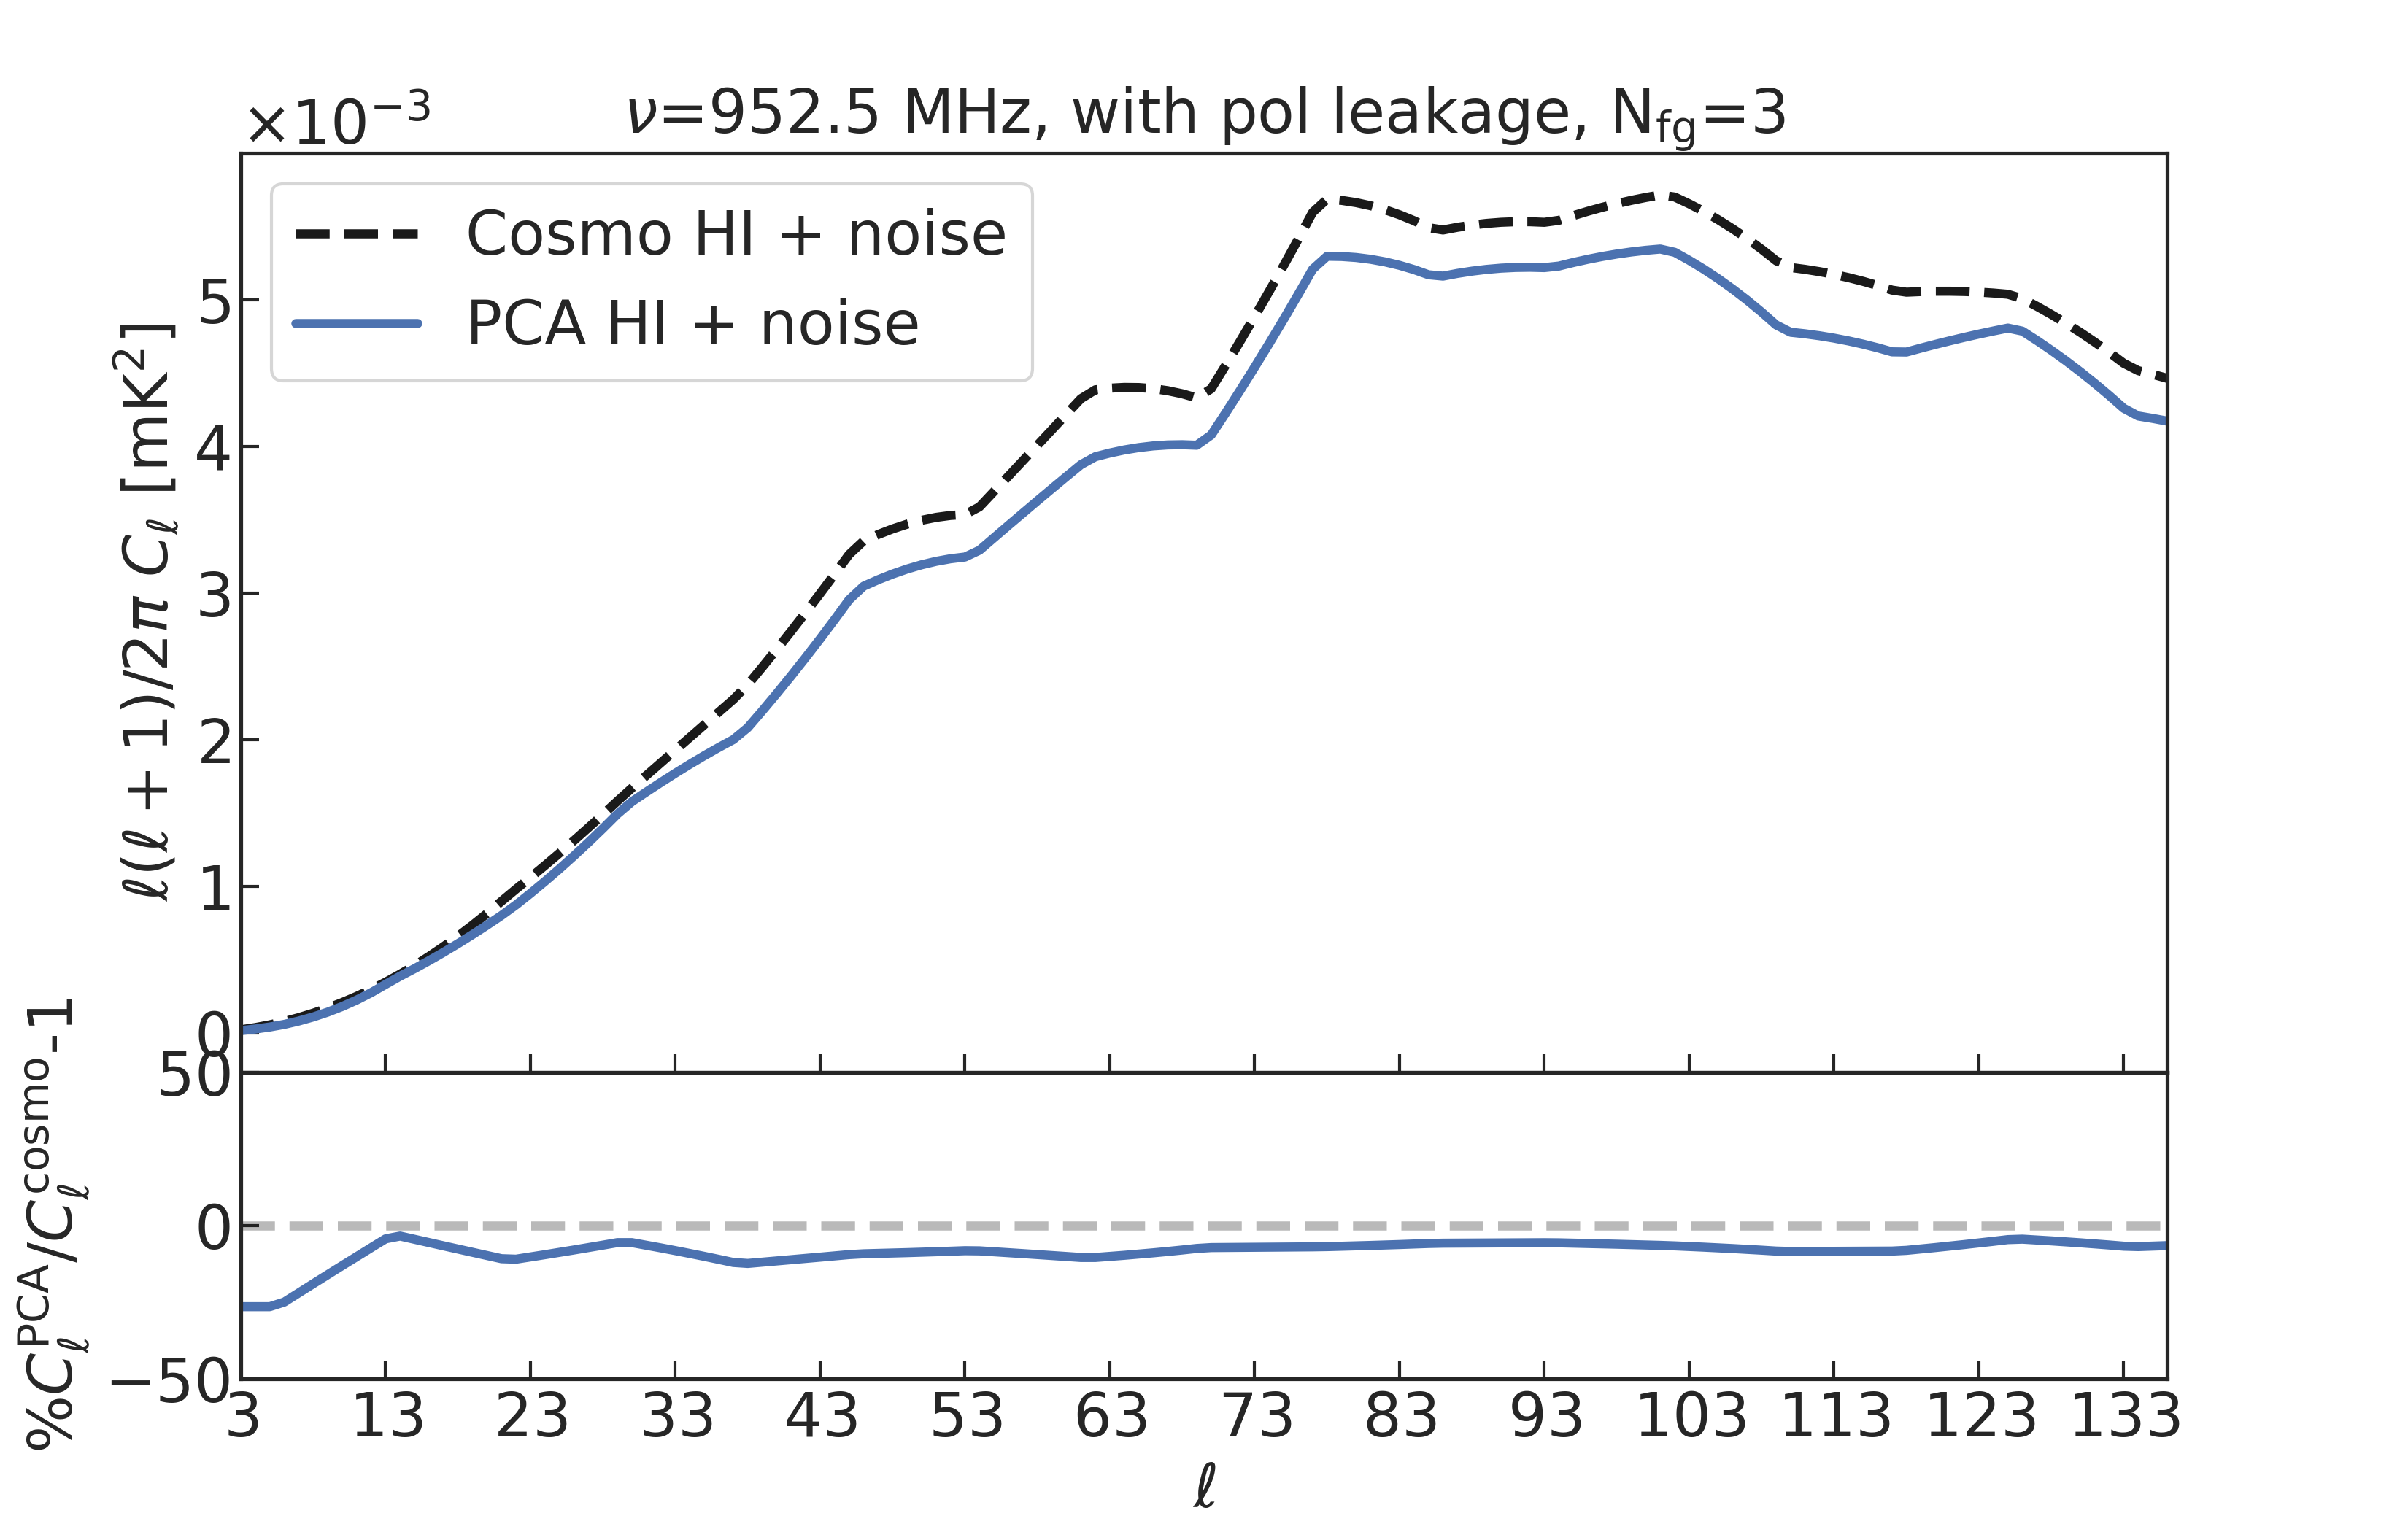 ×10⁻³
ν=952.5 MHz, with pol leakage, N_fg=3
Cosmo HI + noise
PCA HI + noise
ℓ(ℓ + 1)/2π C_ℓ [mK²]
5
4
3
2
1
0
%C_ℓ^PCA/C_ℓ^cosmo-1
50
0
−50
3 13 23 33 43 53 63 73 83 93 103 113 123 133
ℓ